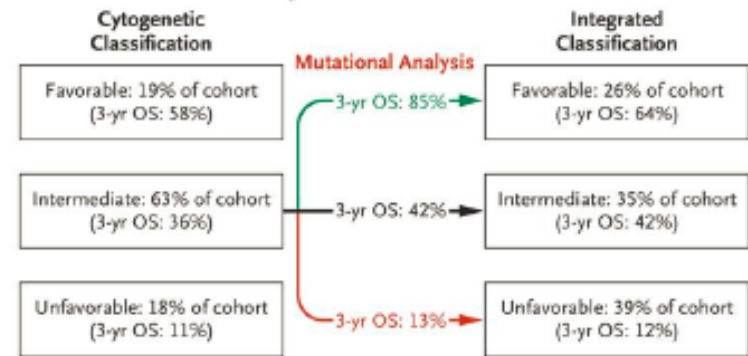 Cytogenetic
Classification
Integrated
Classification
Mutational Analysis
Favorable: 19% of cohort
(3-yr OS: 58%)
3-yr OS: 85%
Favorable: 26% of cohort
(3-yr OS: 64%)
Intermediate: 63% of cohort
(3-yr OS: 36%)
3-yr OS: 42%
Intermediate: 35% of cohort
(3-yr OS: 42%)
Unfavorable: 18% of cohort
(3-yr OS: 11%)
3-yr OS: 13%
Unfavorable: 39% of cohort
(3-yr OS: 12%)